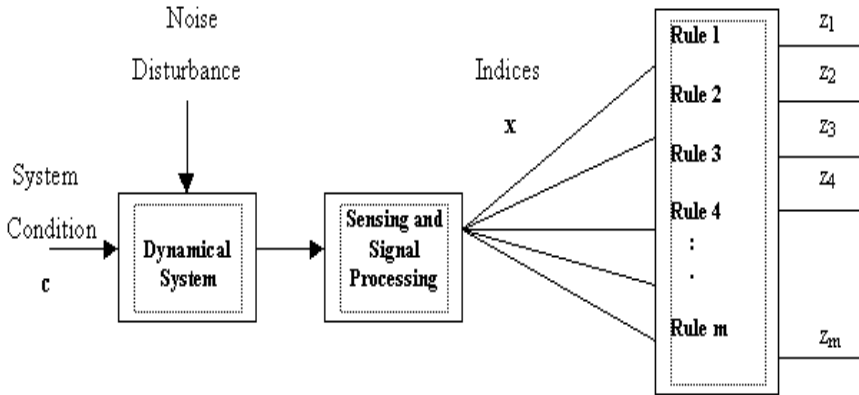 Noise
Disturbance
System
Condition
c
Dynamical
System
Sensing and
Signal
Processing
Indices
x
Rule 1
Rule 2
Rule 3
Rule 4
:
.
Rule m
z1
z2
z3
z4
zm